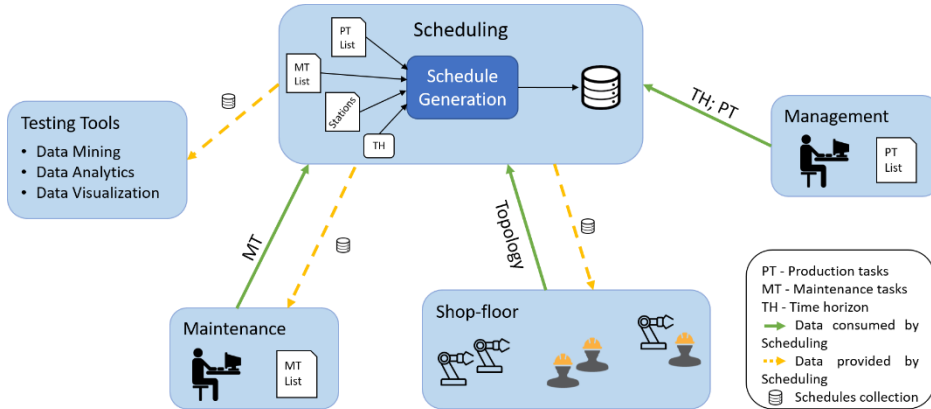 Scheduling
PT
List
MT
List
Stations
TH
Schedule
Generation
Testing Tools
• Data Mining
• Data Analytics
• Data Visualization
TH; PT
Management
PT
List
MT
Topology
Maintenance
MT
List
Shop-floor
PT - Production tasks
MT - Maintenance tasks
TH - Time horizon
Data consumed by
Scheduling
Data provided by
Scheduling
Schedules collection